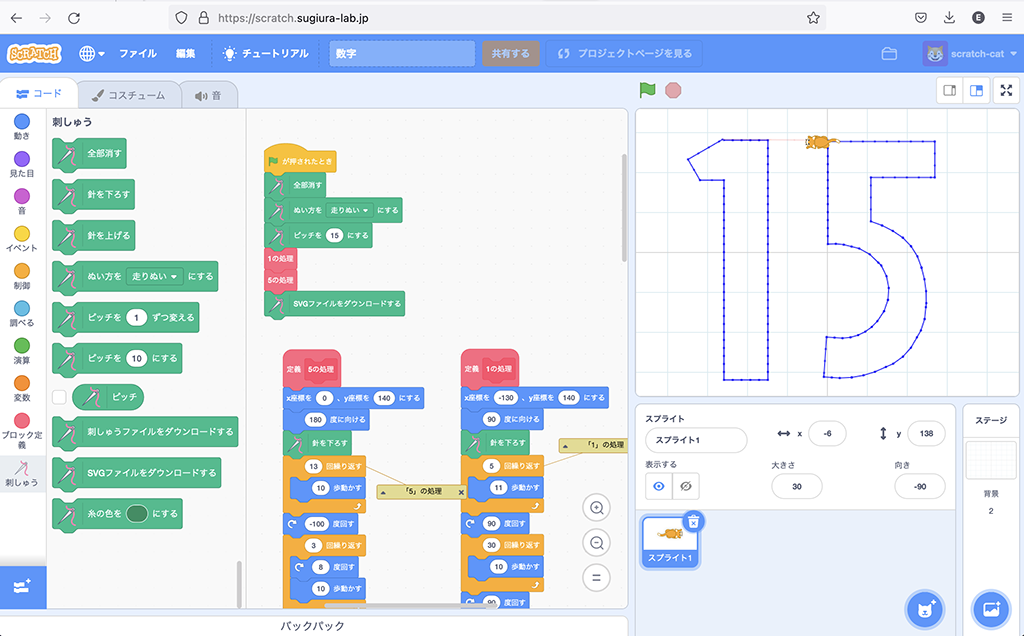 https://scratch.sugiura-lab.jp
E
SCRATCH
ファイル
編集
チュートリアル
数字
共有する
プロジェクトページを見る
scratch-cat
コード
コスチューム
音
動き
見た目
音
イベント
制御
調べる
演算
変数
ブロック定義
刺しゅう
刺しゅう
全部消す
針を下ろす
針を上げる
ぬい方を 走りぬい にする
ピッチを 1 ずつ変える
ピッチを 10 にする
ピッチ
刺しゅうファイルをダウンロードする
SVGファイルをダウンロードする
糸の色を にする
が押されたとき
全部消す
ぬい方を 走りぬい にする
ピッチを 15 にする
1の処理
5の処理
SVGファイルをダウンロードする
定義 5の処理
x座標を 0 、y座標を 140 にする
180 度に向ける
針を下ろす
13 回繰り返す
10 歩動かす
-100 度回す
3 回繰り返す
8 度回す
10 歩動かす
「5」の処理
定義 1の処理
x座標を -130 、y座標を 140 にする
90 度に向ける
針を下ろす
5 回繰り返す
11 歩動かす
90 度回す
30 回繰り返す
10 歩動かす
90 度回す
「1」の処理
バックパック
15
スプライト
スプライト1
x -6
y 138
表示する
大きさ
30
向き
-90
スプライト1
ステージ
背景
2